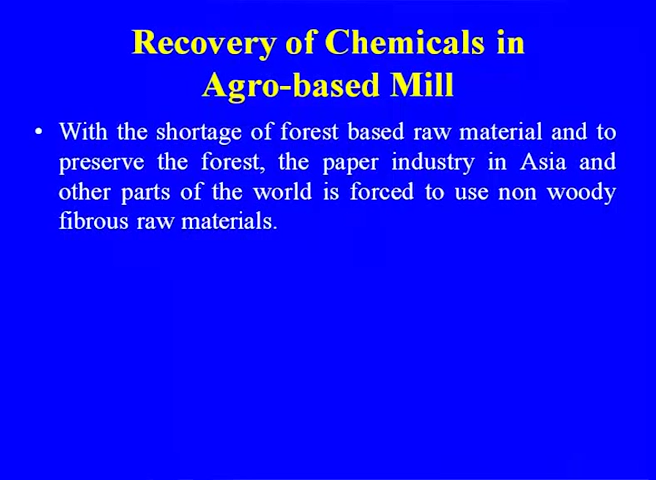 Recovery of Chemicals in
Agro-based Mill
• With the shortage of forest based raw material and to
preserve the forest, the paper industry in Asia and
other parts of the world is forced to use non woody
fibrous raw materials.